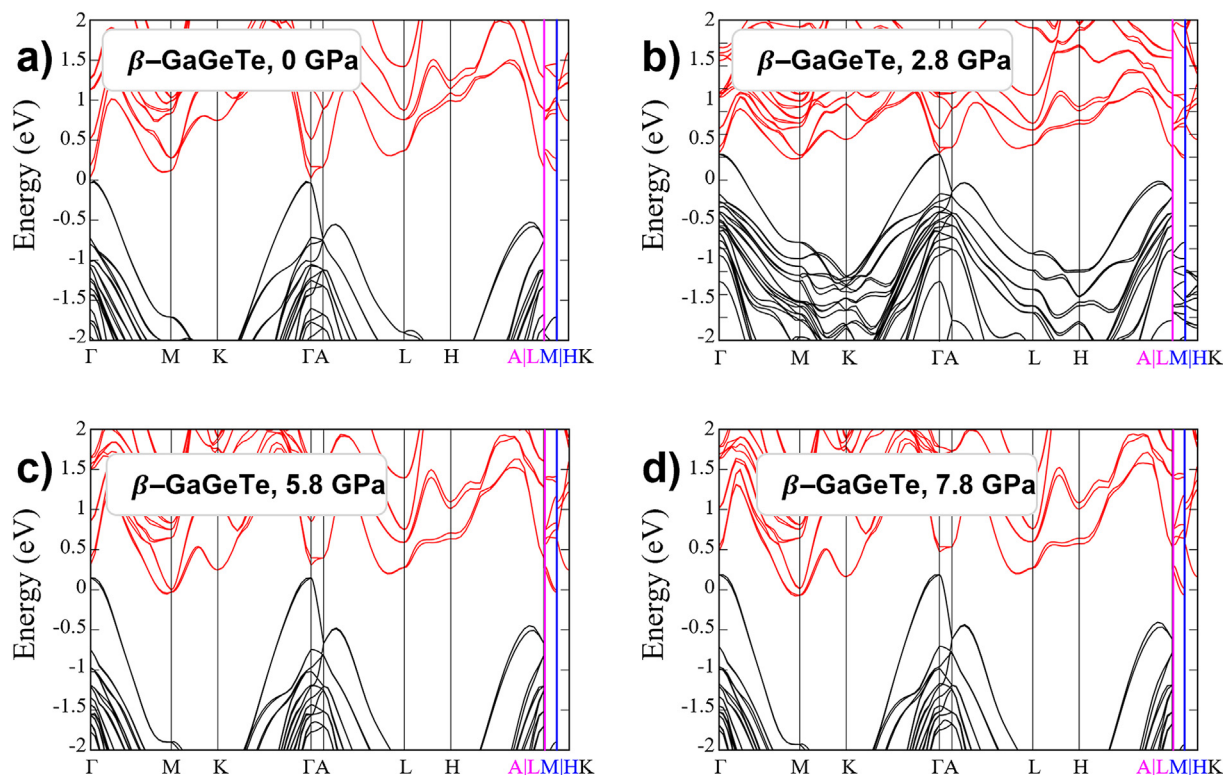 a)
β–GaGeTe, 0 GPa
Energy (eV)
2
1.5
1
0.5
0
-0.5
-1
-1.5
-2
Γ M K ΓA L H A|LM|HK
b)
β–GaGeTe, 2.8 GPa
Energy (eV)
2
1.5
1
0.5
0
-0.5
-1
-1.5
-2
Γ M K ΓA L H A|LM|HK
c)
β–GaGeTe, 5.8 GPa
Energy (eV)
2
1.5
1
0.5
0
-0.5
-1
-1.5
-2
Γ M K ΓA L H A|LM|HK
d)
β–GaGeTe, 7.8 GPa
Energy (eV)
2
1.5
1
0.5
0
-0.5
-1
-1.5
-2
Γ M K ΓA L H A|LM|HK